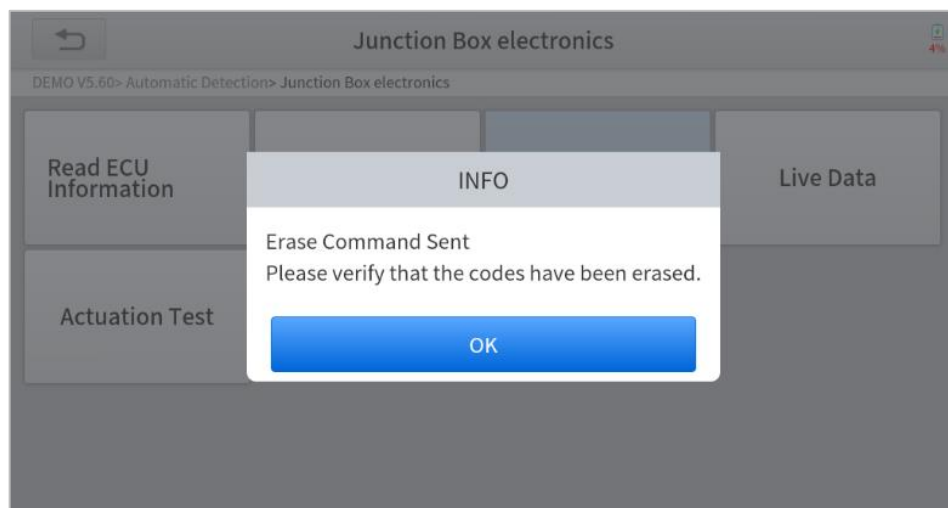 Junction Box electronics
4%
DEMO V5.60> Automatic Detection> Junction Box electronics
Read ECU
Information
Live Data
INFO
Erase Command Sent
Please verify that the codes have been erased.
OK
Actuation Test